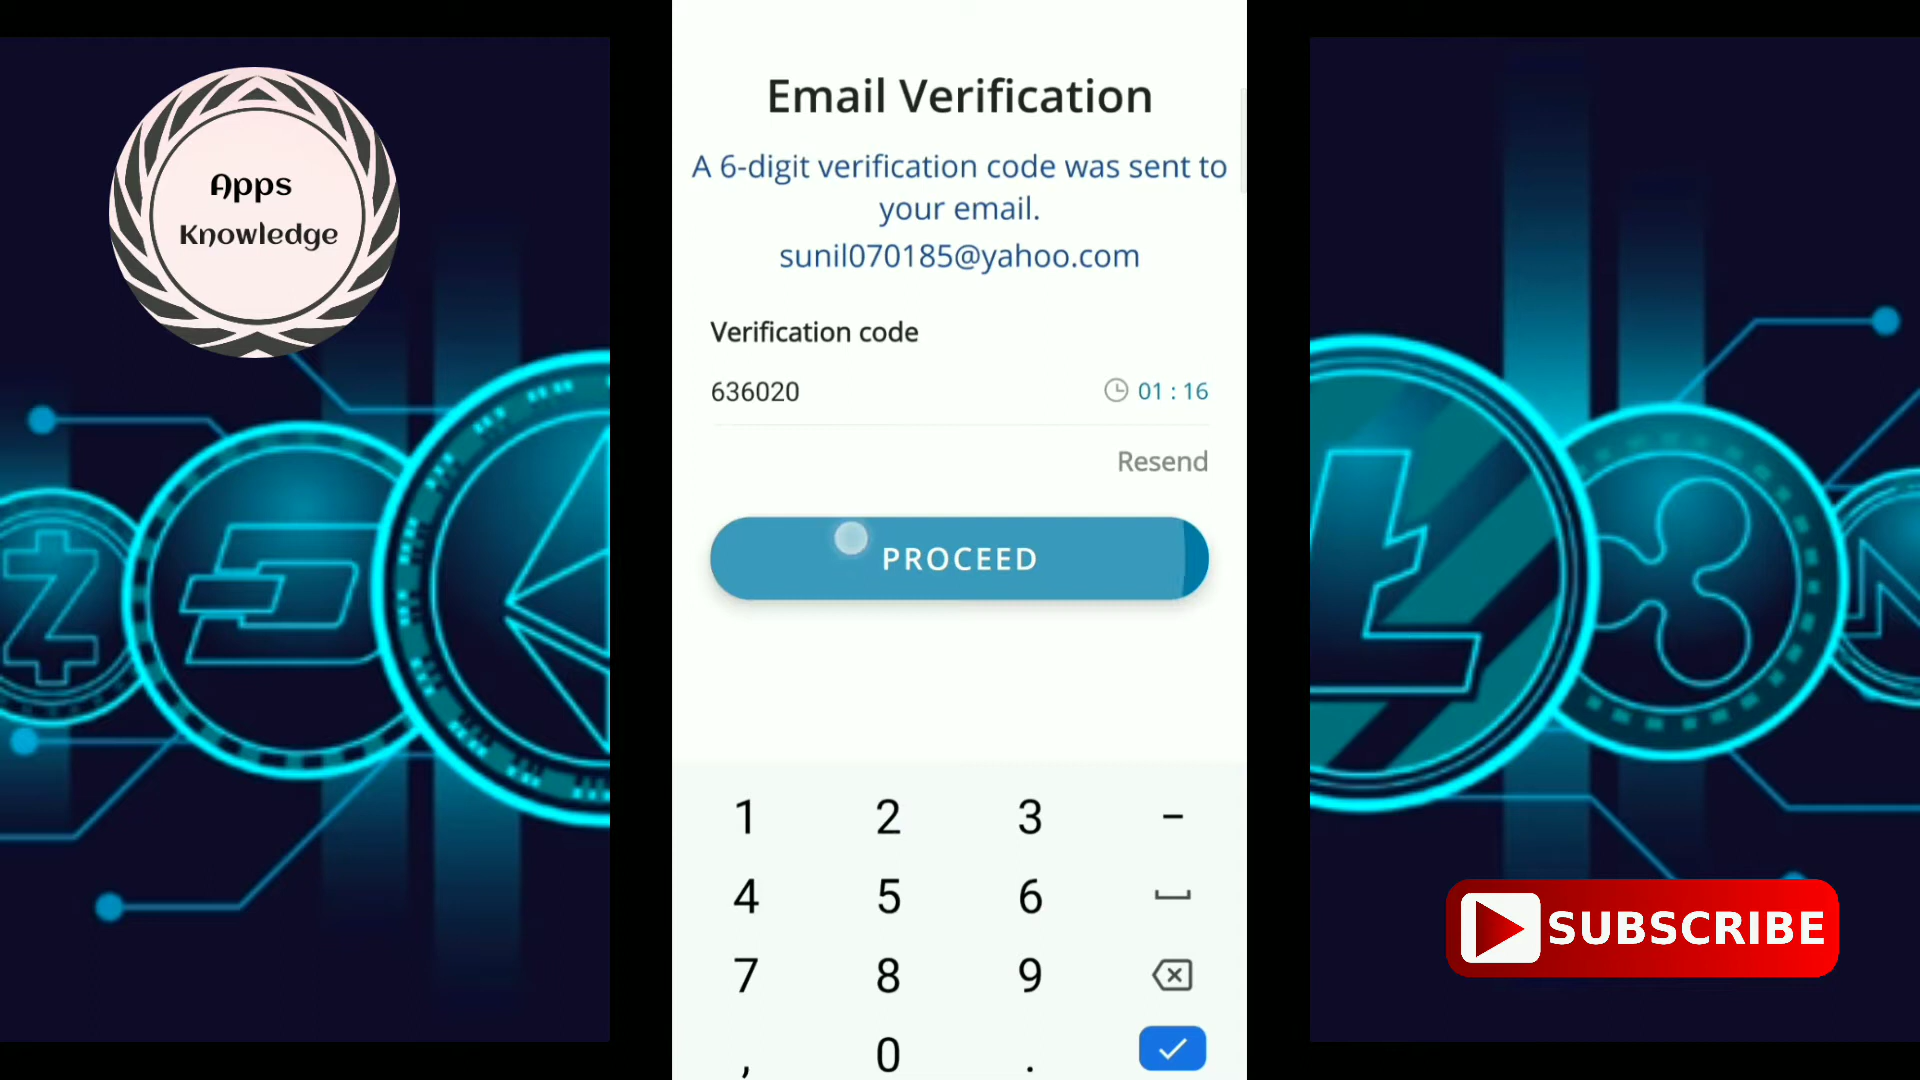 Apps
Knowledge
Email Verification
A 6-digit verification code was sent to
your email.
sunil070185@yahoo.com
Verification code
636020
01 : 16
Resend
PROCEED
1 2 3 –
4 5 6
7 8 9
, 0 .
SUBSCRIBE